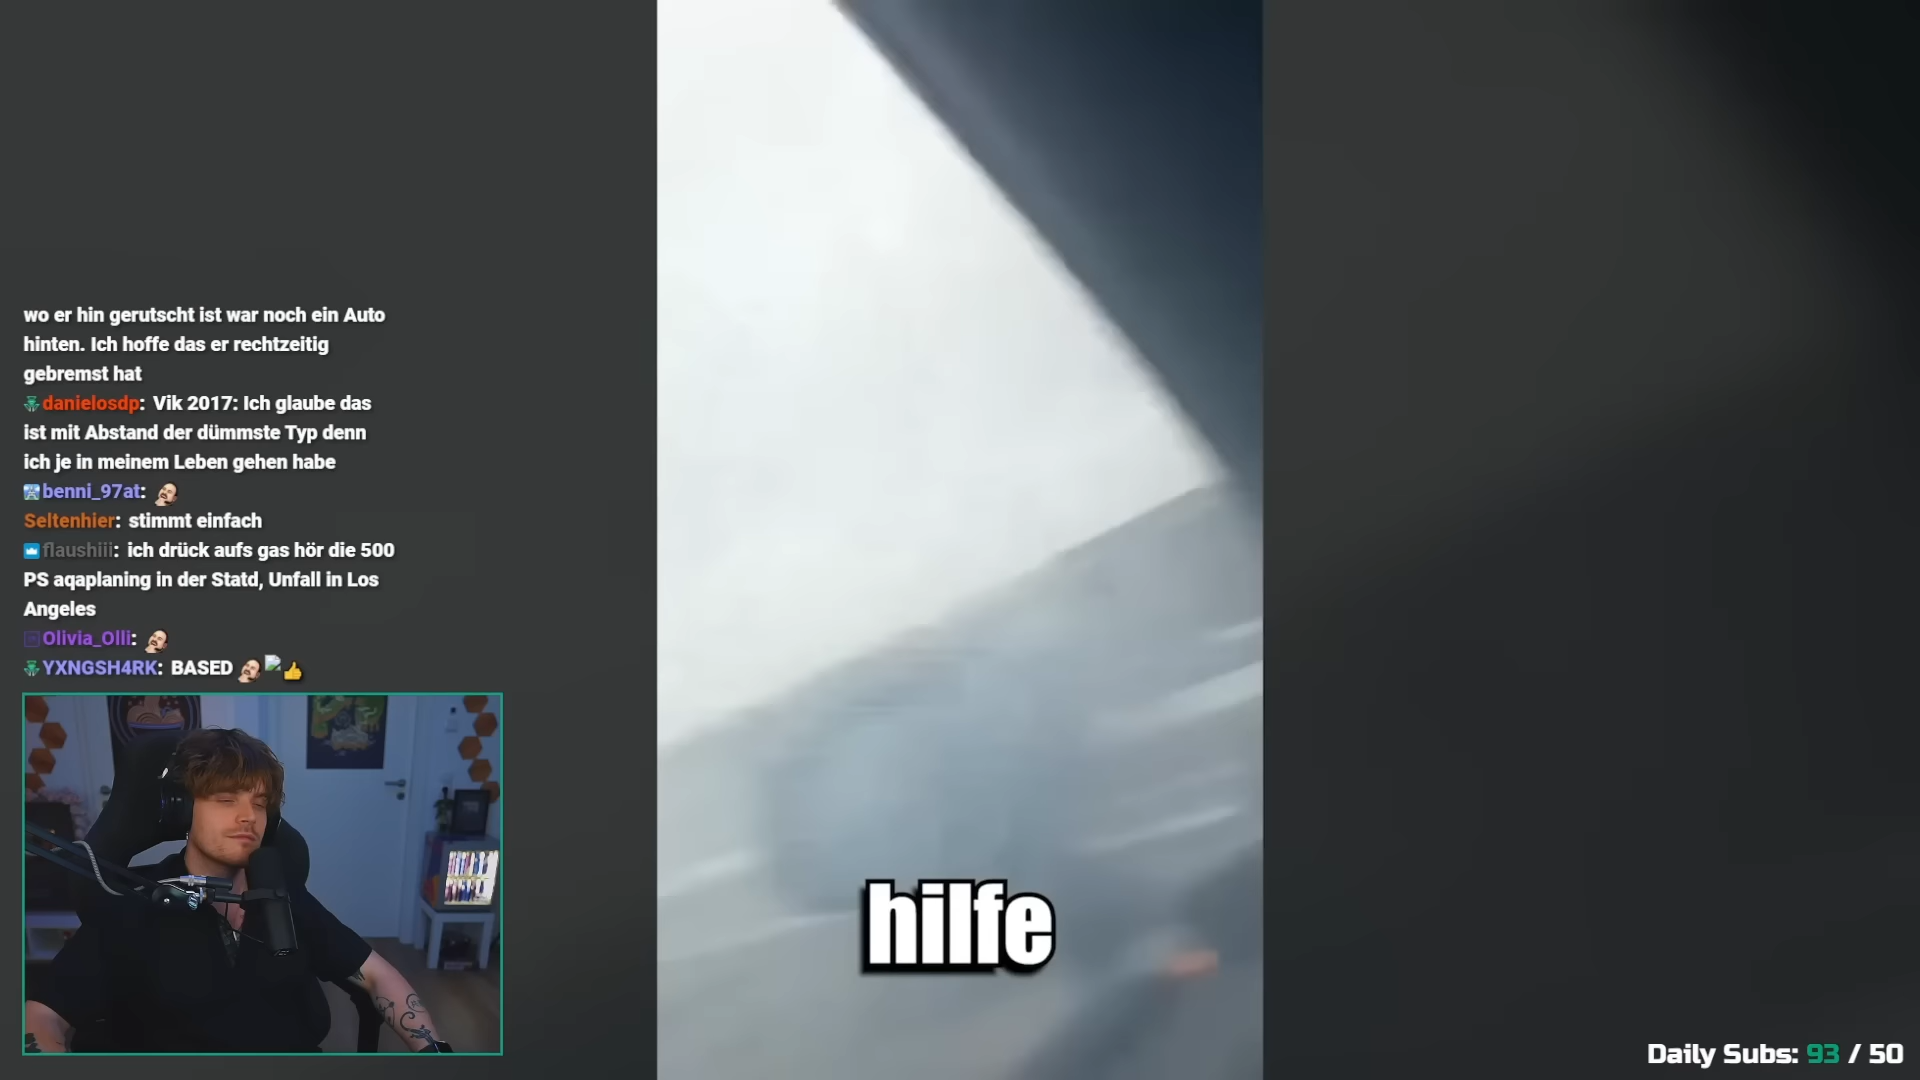 wo er hin gerutscht ist war noch ein Auto
hinten. Ich hoffe das er rechtzeitig
gebremst hat
danielosdp: Vik 2017: Ich glaube das
ist mit Abstand der dümmste Typ denn
ich je in meinem Leben gehen habe
benni_97at:
Seltenhier: stimmt einfach
flaushiii: ich drück aufs gas hör die 500
PS aqaplaning in der Statd, Unfall in Los
Angeles
Olivia_Olli:
YXNGSH4RK: BASED
hilfe
Daily Subs: 93 / 50